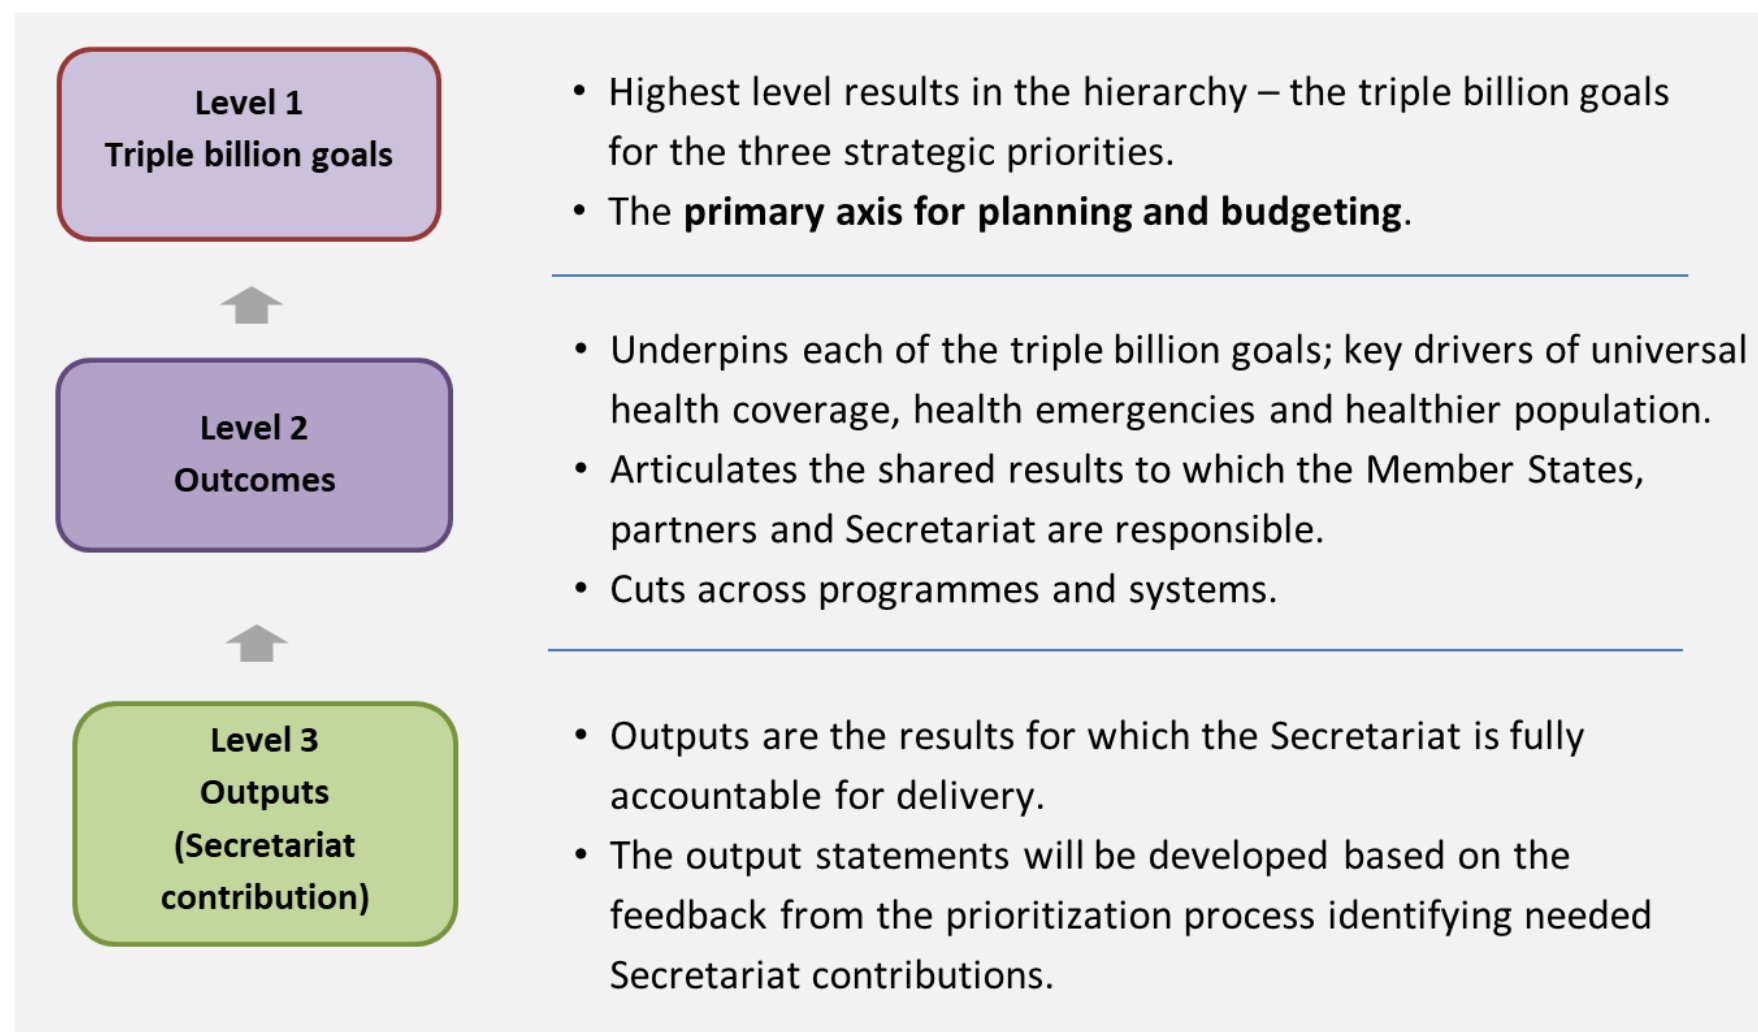 Level 1
Triple billion goals
• Highest level results in the hierarchy – the triple billion goals
for the three strategic priorities.
• The primary axis for planning and budgeting.
Level 2
Outcomes
• Underpins each of the triple billion goals; key drivers of universal
health coverage, health emergencies and healthier population.
• Articulates the shared results to which the Member States,
partners and Secretariat are responsible.
• Cuts across programmes and systems.
Level 3
Outputs
(Secretariat
contribution)
• Outputs are the results for which the Secretariat is fully
accountable for delivery.
• The output statements will be developed based on the
feedback from the prioritization process identifying needed
Secretariat contributions.